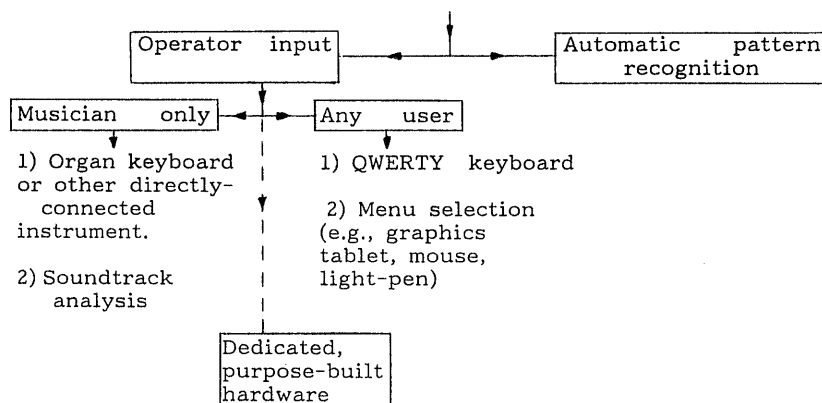 Operator input
Automatic pattern
recognition
Musician only
Any user
1) Organ keyboard
or other directly-
connected
instrument.
2) Soundtrack
analysis
1) QWERTY keyboard
2) Menu selection
(e.g., graphics
tablet, mouse,
light-pen)
Dedicated,
purpose-built
hardware